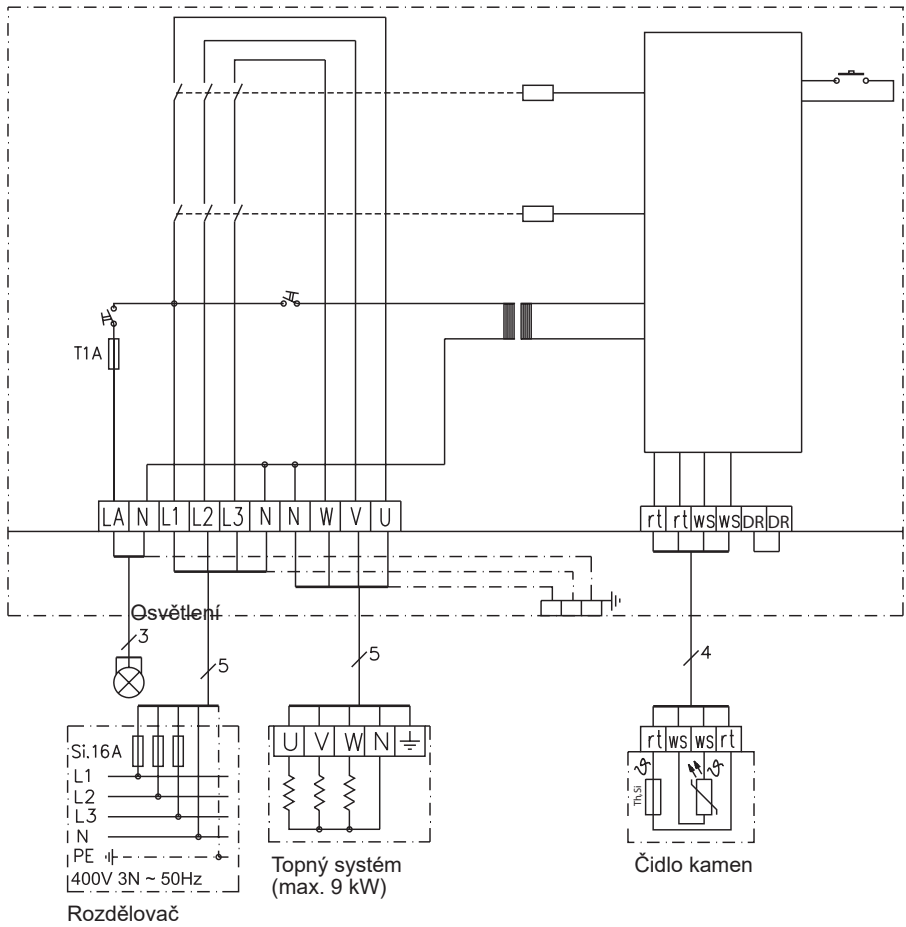 T1A
LA N L1 L2 L3 N N W V U
rt rt ws ws DR DR
Osvětlení
3
5
5
4
Si.16A
L1
L2
L3
N
PE
400V 3N ~ 50Hz
Rozdělovač
U V W N
Topný systém
(max. 9 kW)
rt ws ws rt
ϑ ϑ
Th,Si
Čidlo kamen